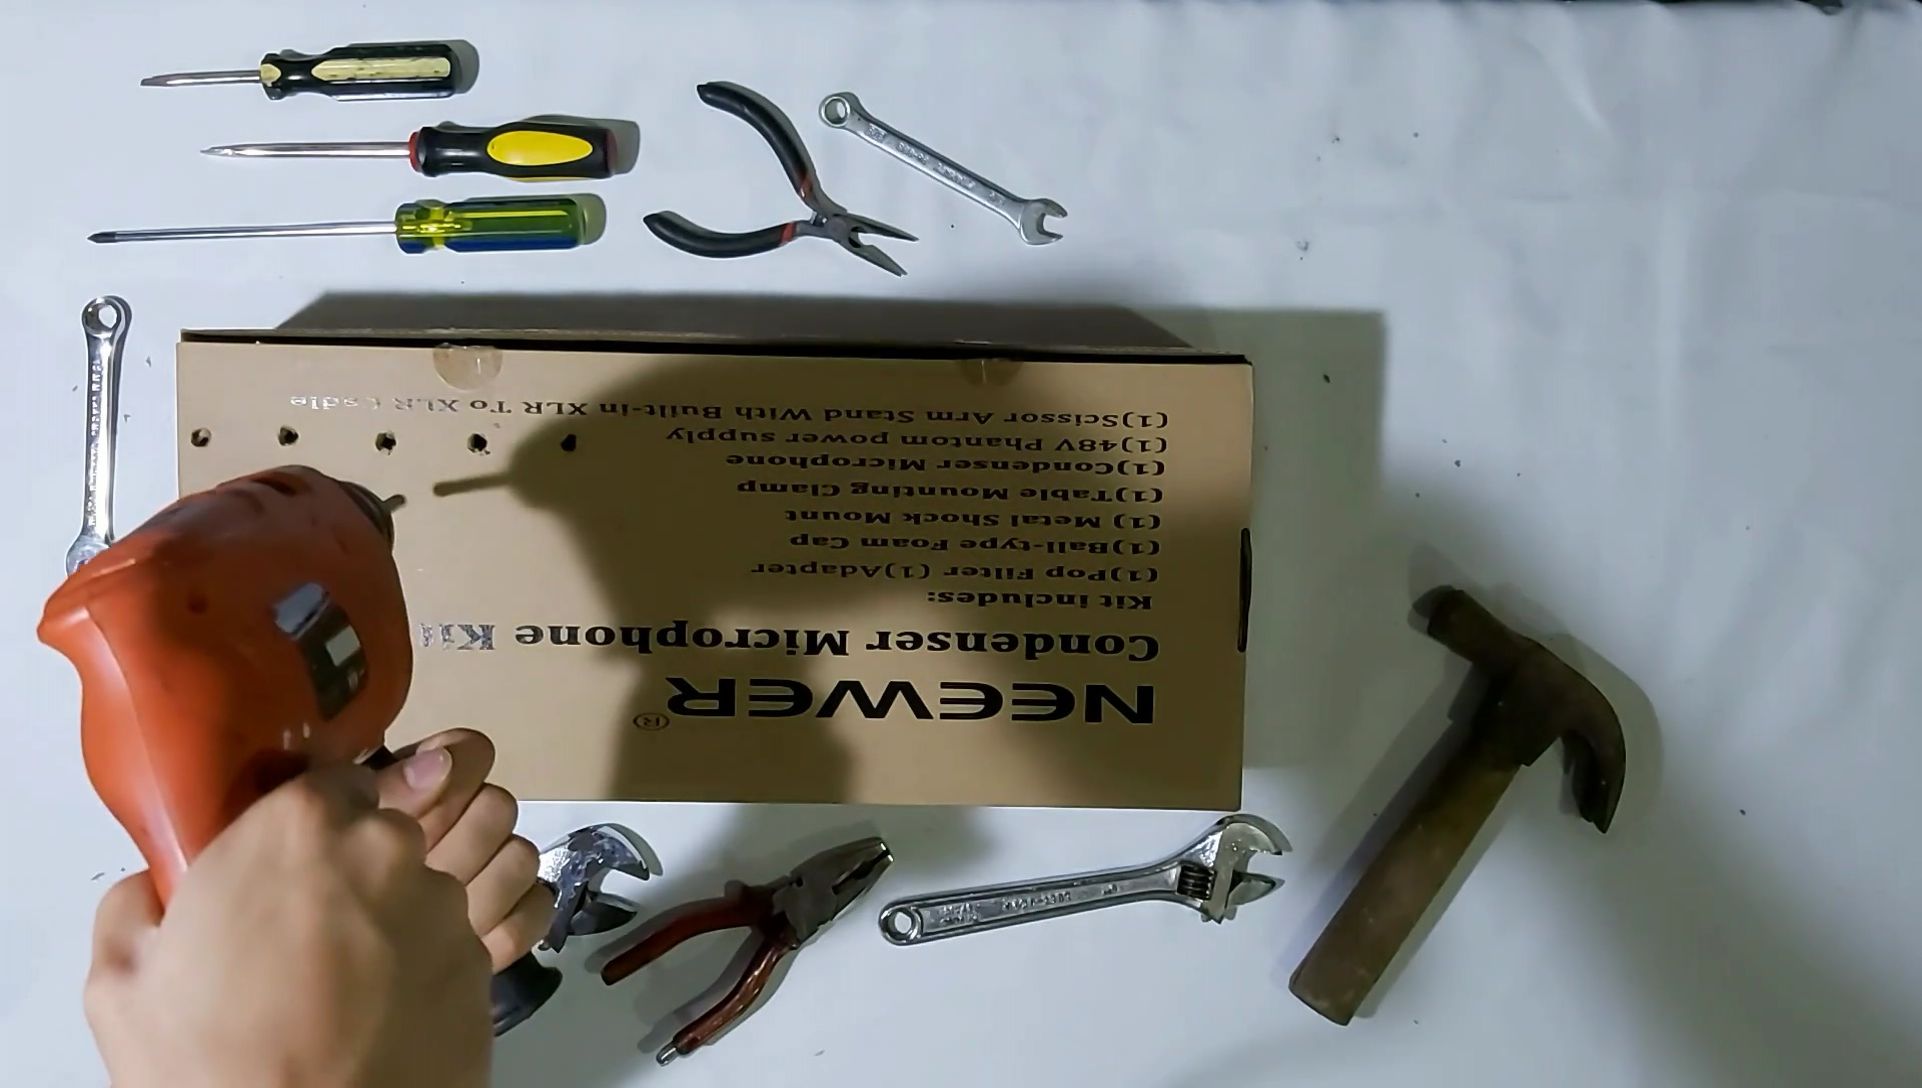 NEEWER®
Condenser Microphone Kit
Kit includes:
(1)Pop Filter (1)Adapter
(1)Ball-type Foam Cap
(1) Metal Shock Mount
(1)Table Mounting Clamp
(1)Condenser Microphone
(1)48V Phantom power supply
(1)Scissor Arm Stand With Built-in XLR To XLR Cable